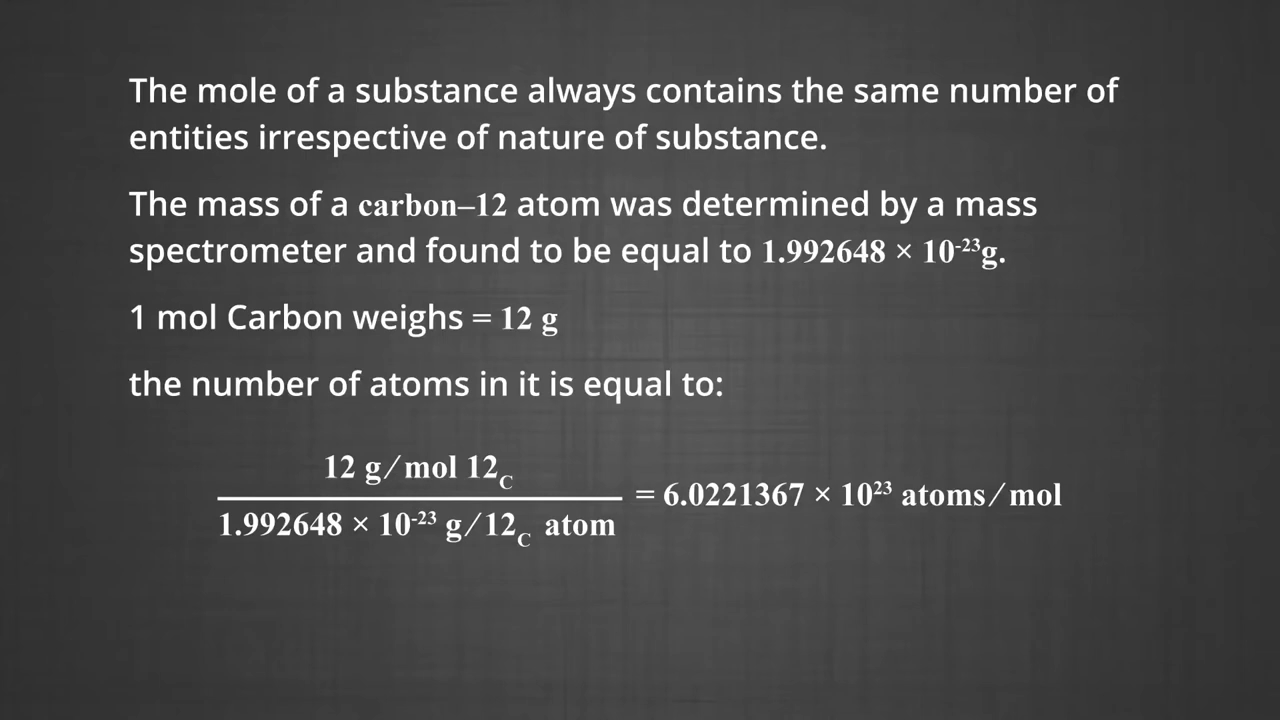 The mole of a substance always contains the same number of
entities irrespective of nature of substance.
The mass of a carbon–12 atom was determined by a mass
spectrometer and found to be equal to 1.992648 × 10⁻²³g.
1 mol Carbon weighs = 12 g
the number of atoms in it is equal to:
12 g/mol 12C
1.992648 × 10⁻²³ g/12C atom
= 6.0221367 × 10²³ atoms/mol